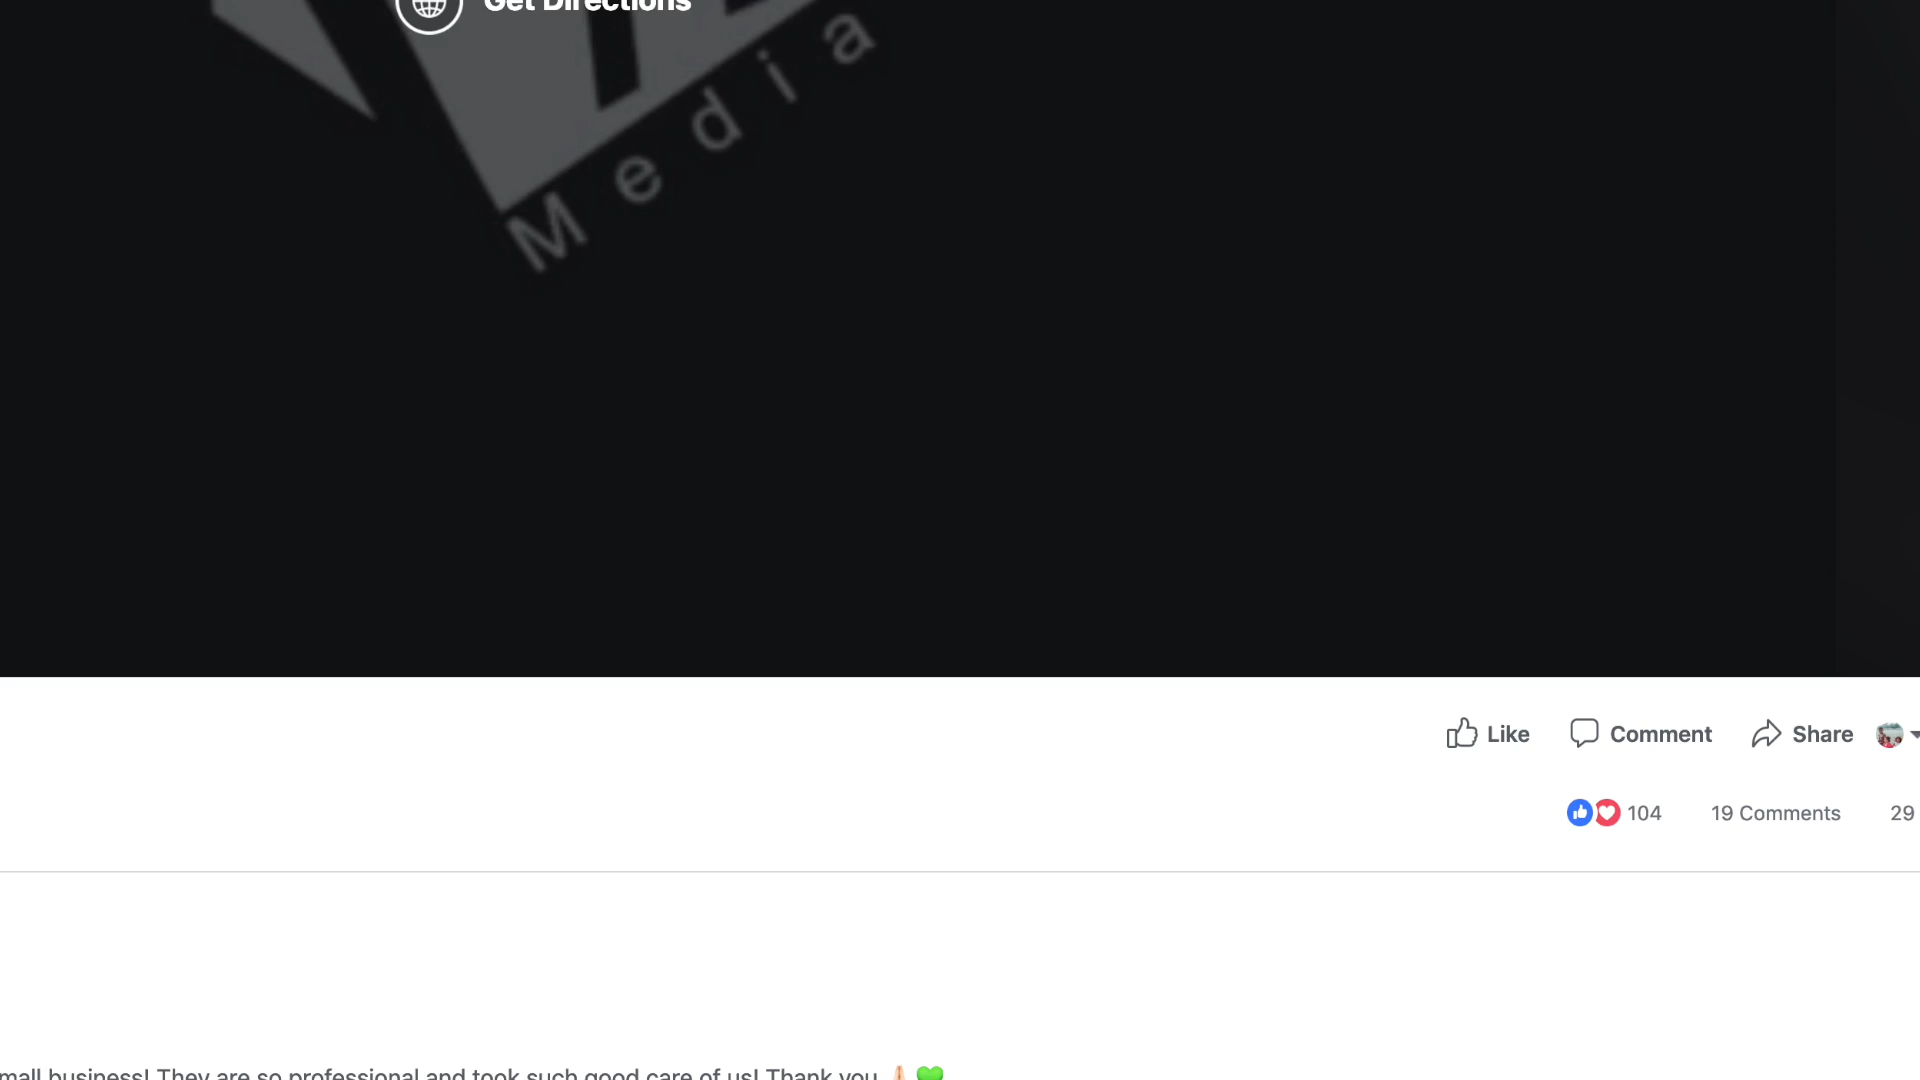 Get Directions
Media
Like Comment Share
104 19 Comments 29
mall business! They are so professional and took such good care of us! Thank you 🙏🏻💚